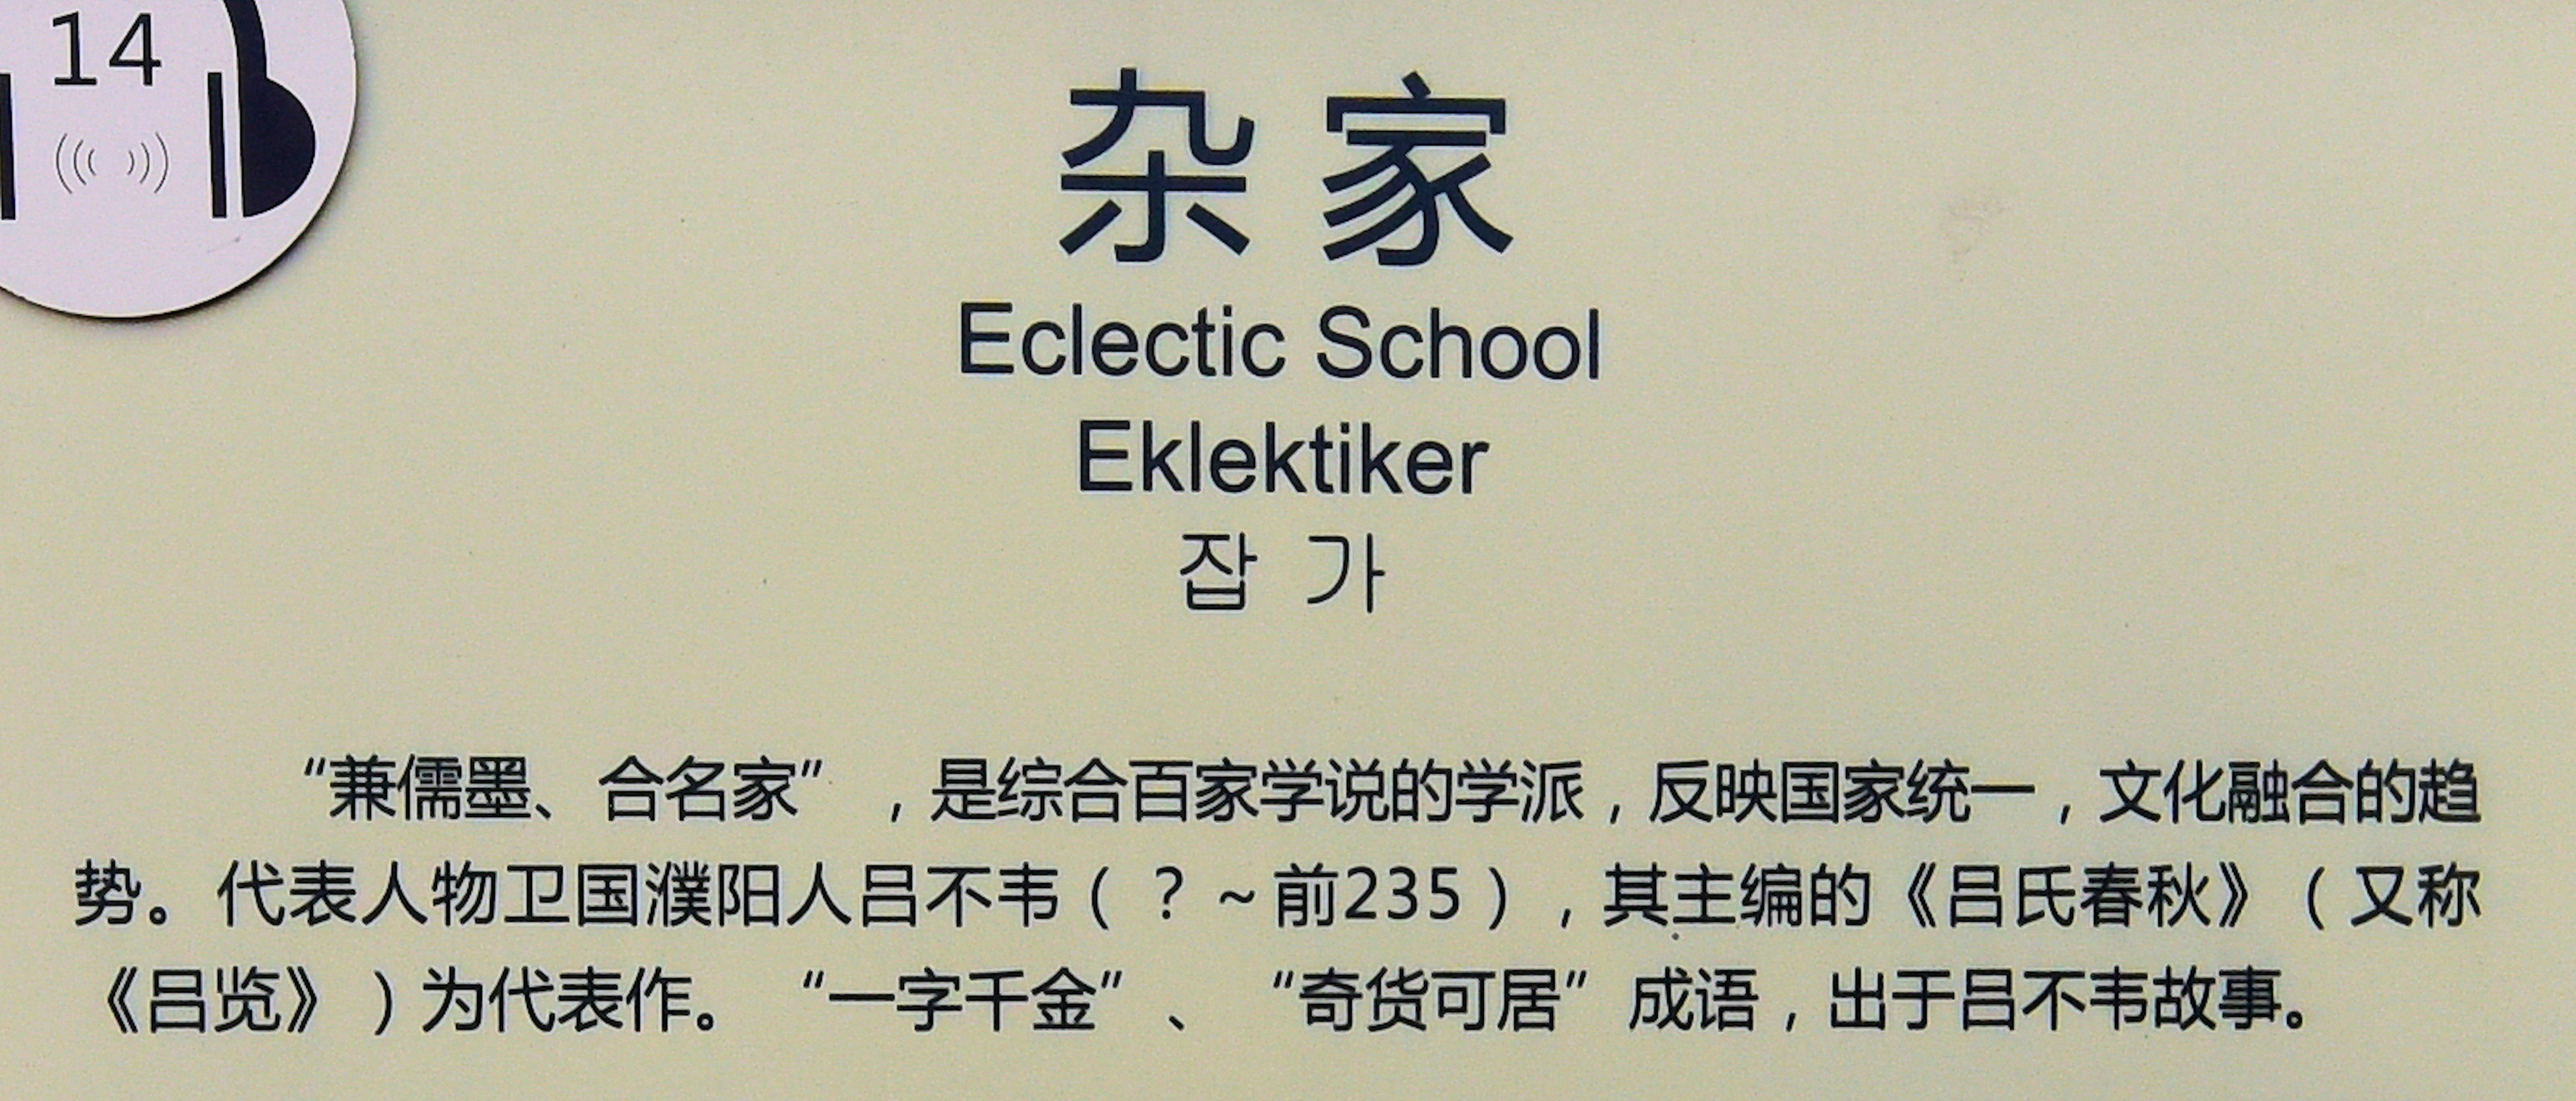 14
杂家
Eclectic School
Eklektiker
잡 가
“兼儒墨、合名家”，是综合百家学说的学派，反映国家统一，文化融合的趋
势。代表人物卫国濮阳人吕不韦（？~前235），其主编的《吕氏春秋》（又称
《吕览》）为代表作。“一字千金”、“奇货可居”成语，出于吕不韦故事。